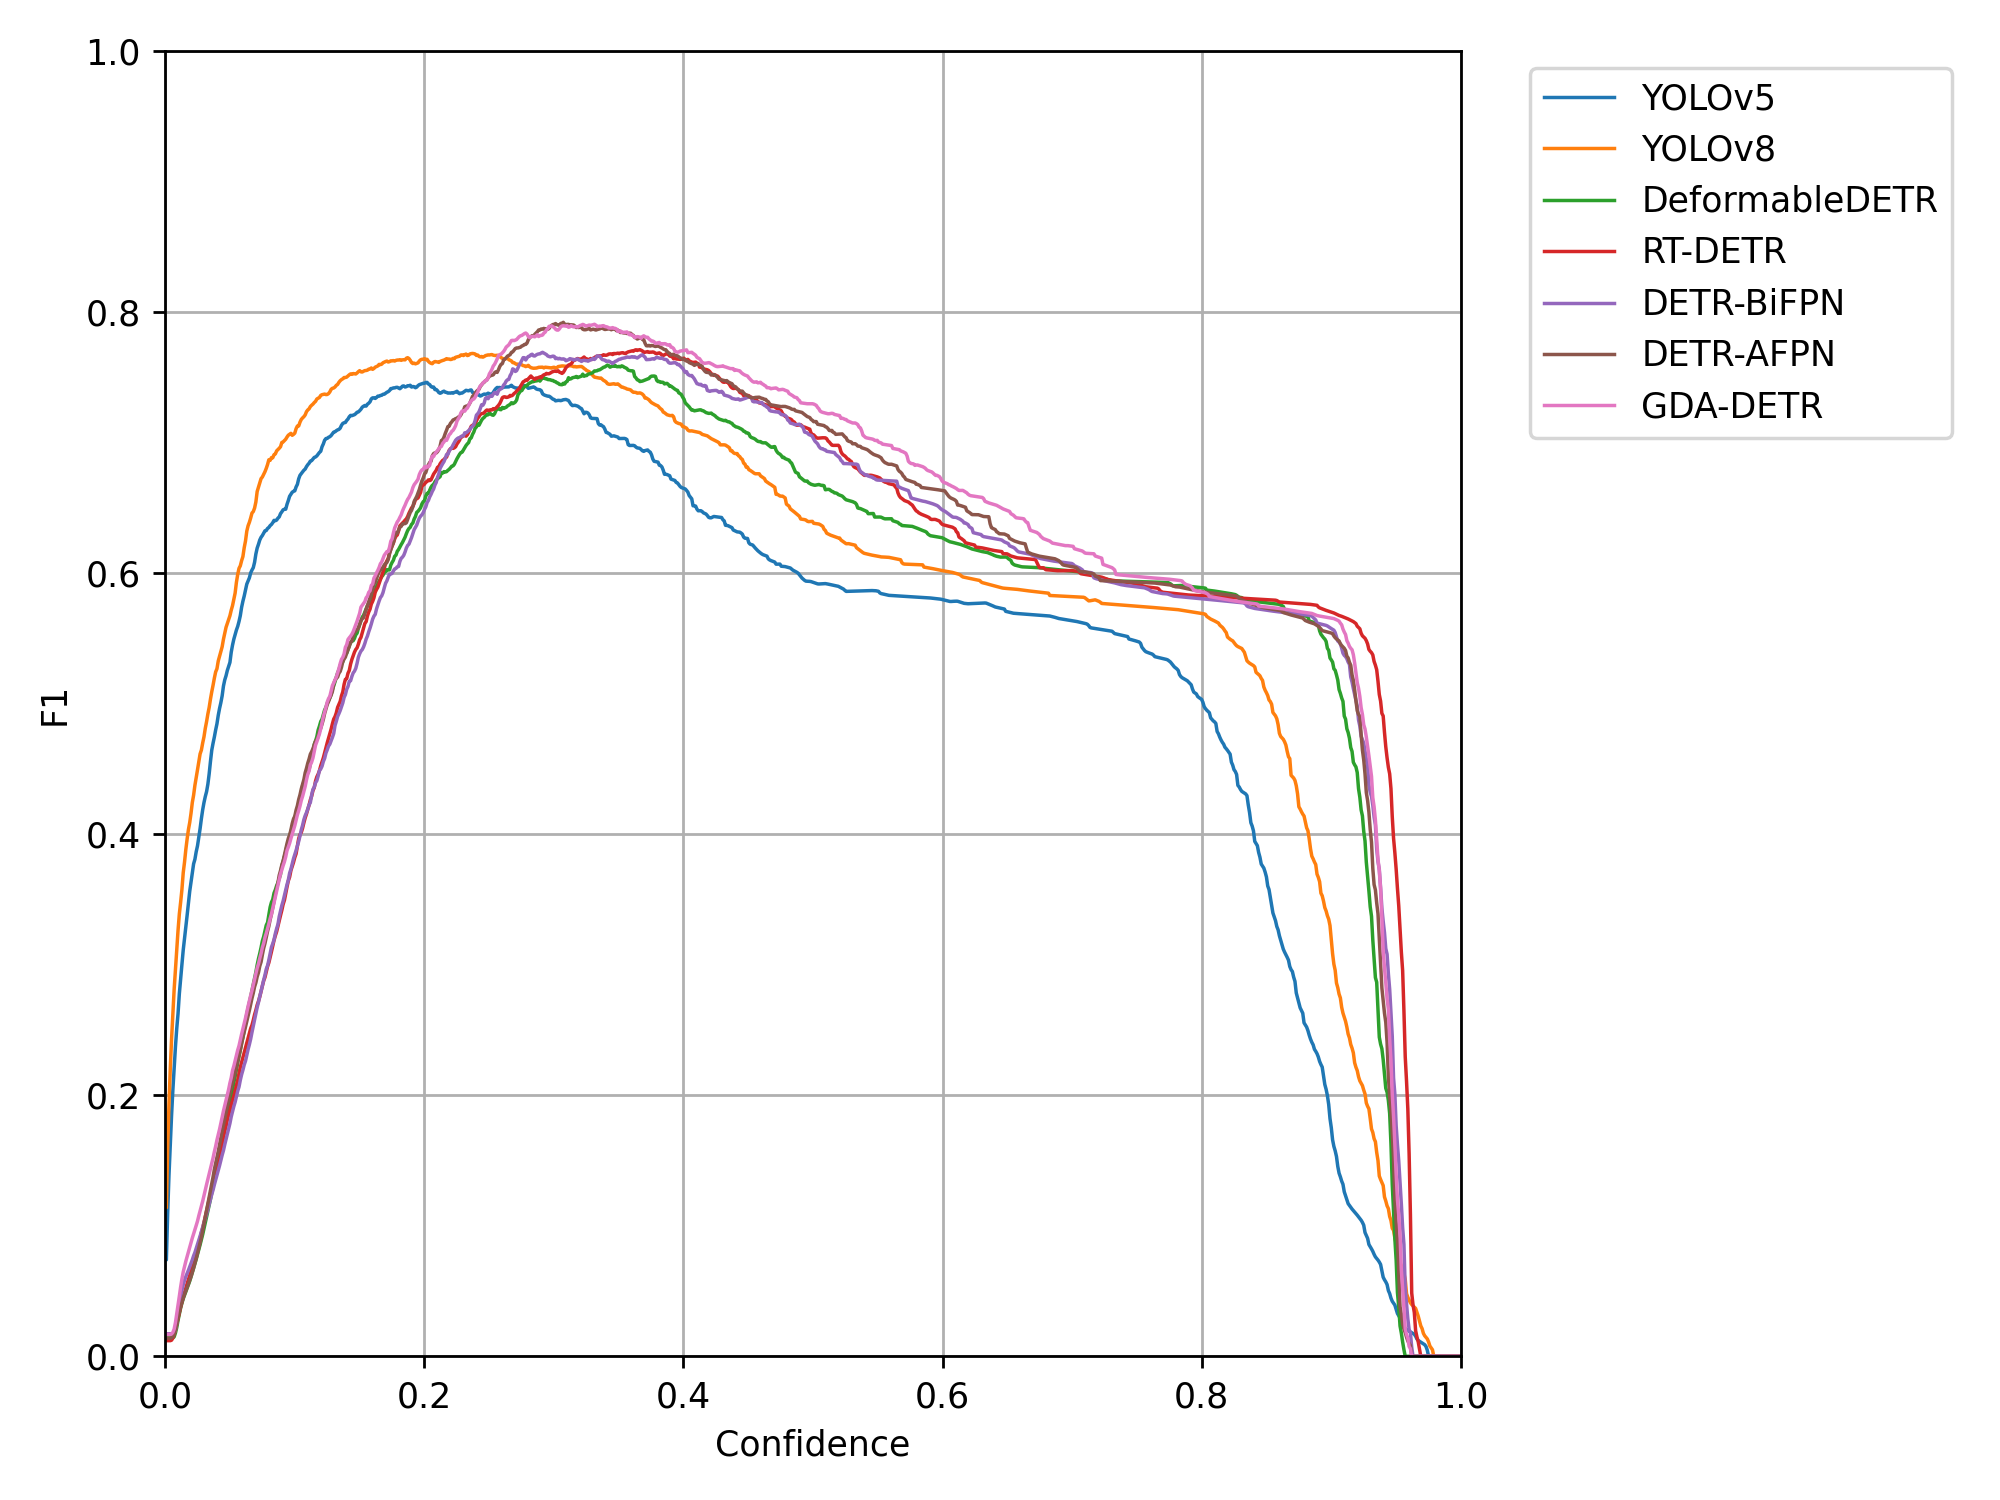 1.0
0.8
0.6
0.4
0.2
0.0
F1
0.0 0.2 0.4 0.6 0.8 1.0
Confidence
YOLOv5
YOLOv8
DeformableDETR
RT-DETR
DETR-BiFPN
DETR-AFPN
GDA-DETR